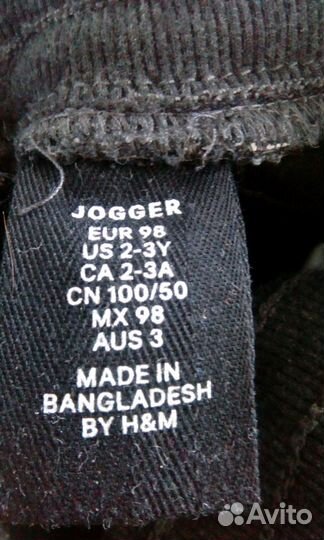 JOGGER
EUR 98
US 2-3Y
CA 2-3A
CN 100/50
MX 98
AUS 3
MADE IN
BANGLADESH
BY H&M
Avito